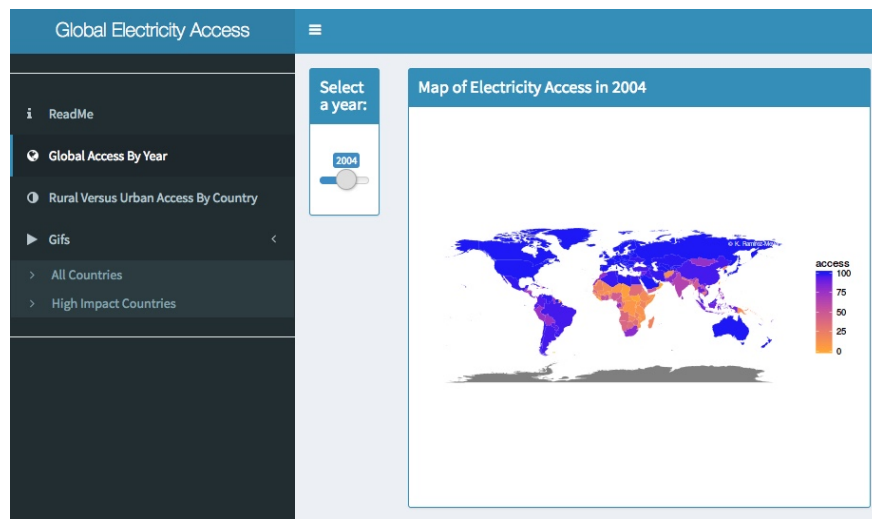 Global Electricity Access
ReadMe
Global Access By Year
Rural Versus Urban Access By Country
Gifs
All Countries
High Impact Countries
Select
a year:
2004
Map of Electricity Access in 2004
© K.
access
100
75
50
25
0